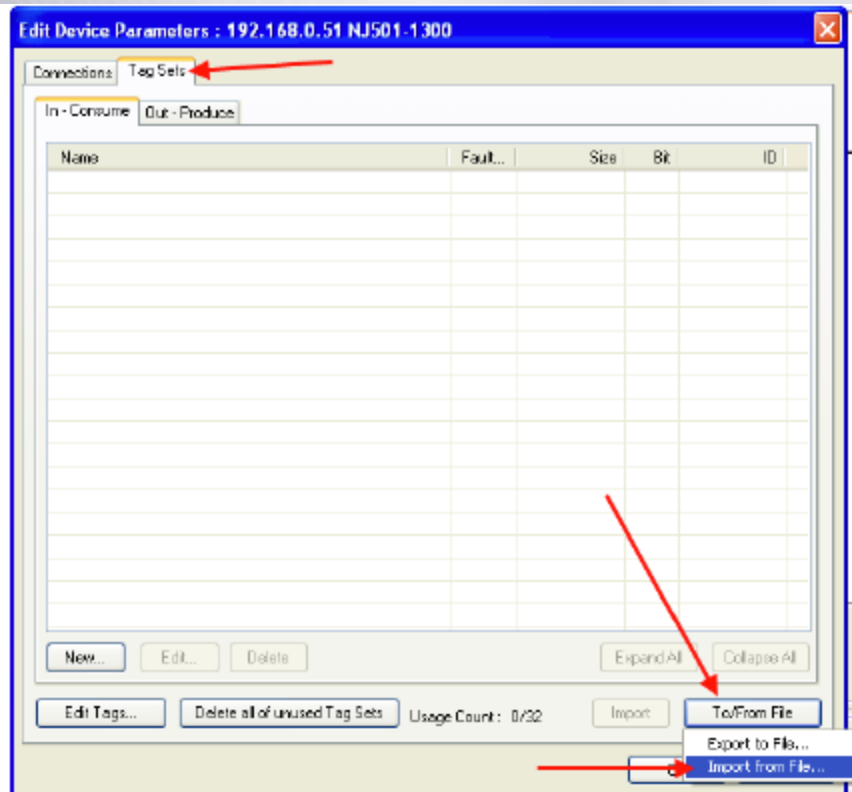 Edit Device Parameters : 192.168.0.51 NJ501-1300
Connections Tag Sets
In - Consume Out - Produce
Name Fault... Size Bit ID
New... Edit... Delete Expand All Collapse All
Edit Tags... Delete all of unused Tag Sets Usage Count : 0/32 Import To/From File
Export to File...
Import from File...